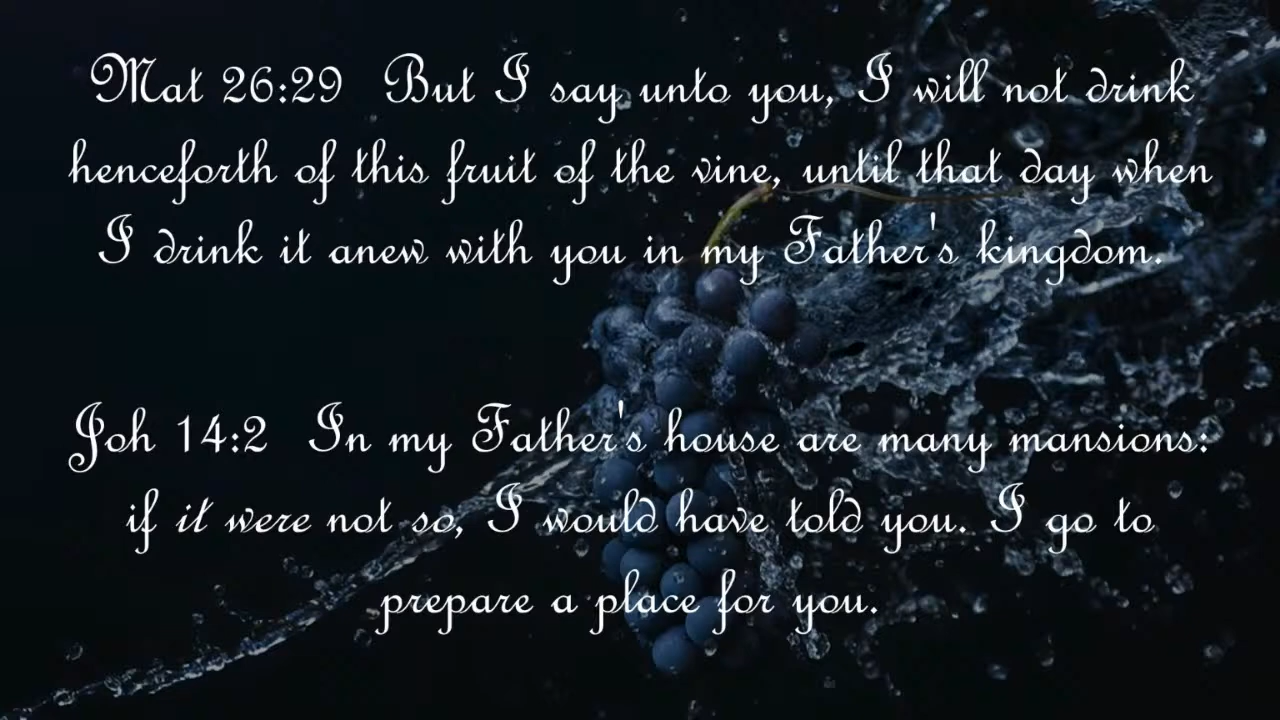 Mat 26:29 But I say unto you, I will not drink
henceforth of this fruit of the vine, until that day when
I drink it anew with you in my Father's kingdom.
Joh 14:2 In my Father's house are many mansions:
if it were not so, I would have told you. I go to
prepare a place for you.